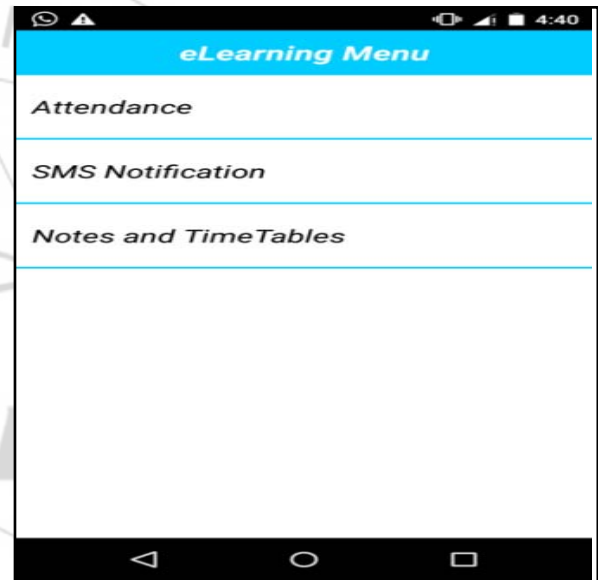 4:40
eLearning Menu
Attendance
SMS Notification
Notes and TimeTables